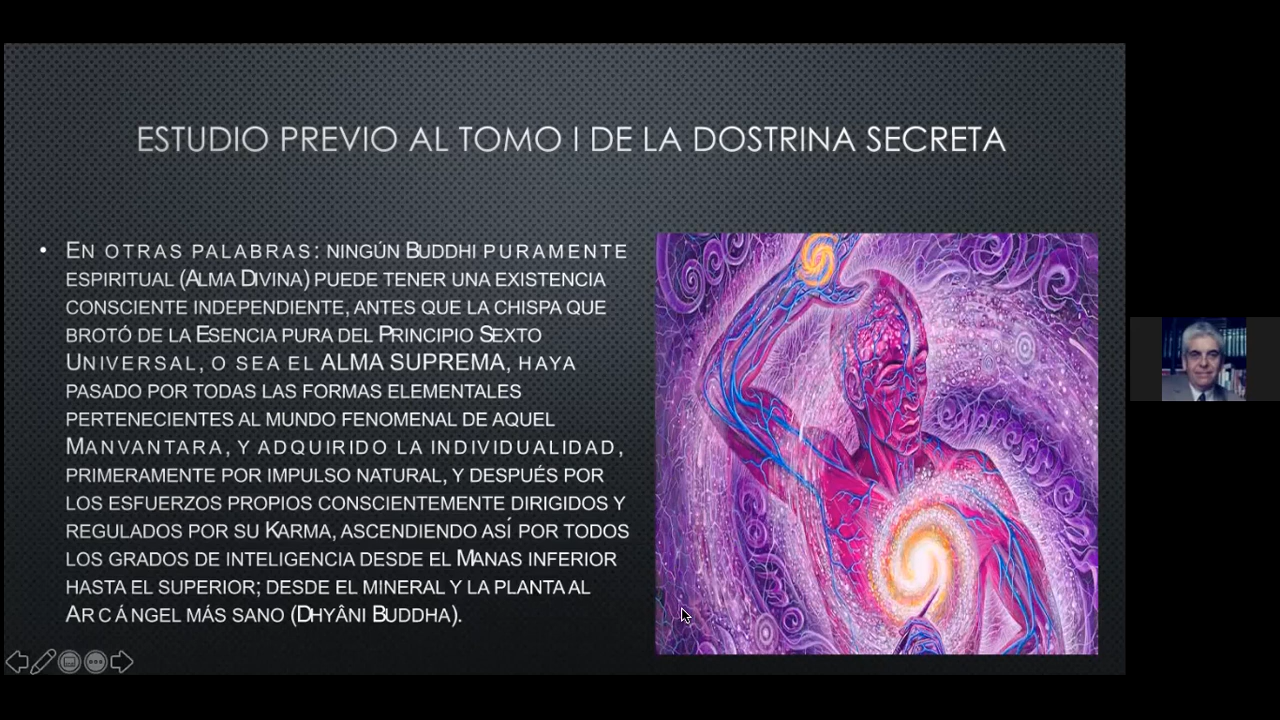 ESTUDIO PREVIO AL TOMO I DE LA DOSTRINA SECRETA
• EN OTRAS PALABRAS: NINGÚN BUDDHI PURAMENTE
ESPIRITUAL (ALMA DIVINA) PUEDE TENER UNA EXISTENCIA
CONSCIENTE INDEPENDIENTE, ANTES QUE LA CHISPA QUE
BROTÓ DE LA ESENCIA PURA DEL PRINCIPIO SEXTO
UNIVERSAL, O SEA EL ALMA SUPREMA, HAYA
PASADO POR TODAS LAS FORMAS ELEMENTALES
PERTENECIENTES AL MUNDO FENOMENAL DE AQUEL
MANVANTARA, Y ADQUIRIDO LA INDIVIDUALIDAD,
PRIMERAMENTE POR IMPULSO NATURAL, Y DESPUÉS POR
LOS ESFUERZOS PROPIOS CONSCIENTEMENTE DIRIGIDOS Y
REGULADOS POR SU KARMA, ASCENDIENDO ASÍ POR TODOS
LOS GRADOS DE INTELIGENCIA DESDE EL MANAS INFERIOR
HASTA EL SUPERIOR; DESDE EL MINERAL Y LA PLANTA AL
ARCÁNGEL MÁS SANO (DHYÂNI BUDDHA).